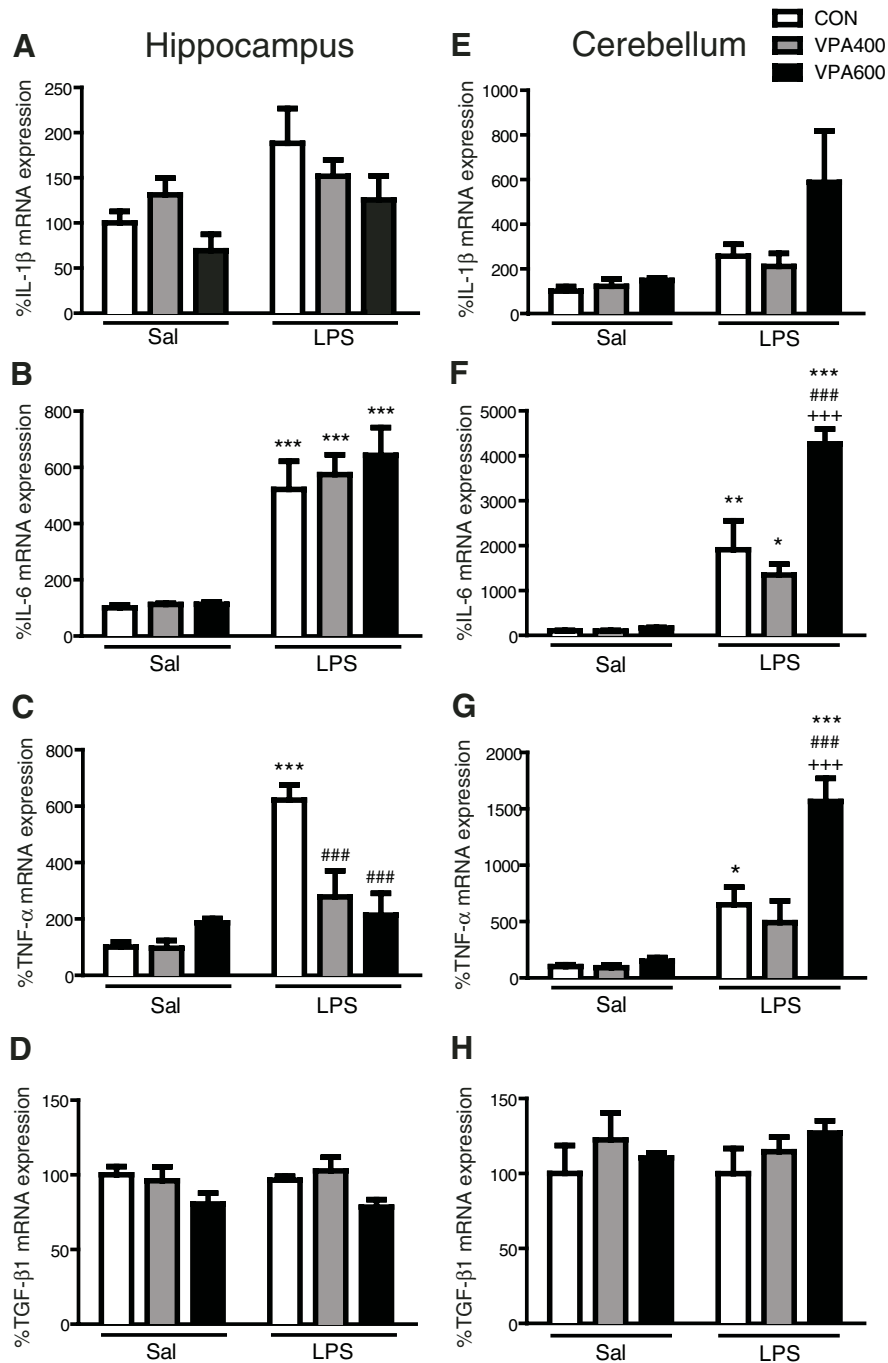 Hippocampus
Cerebellum
CON
VPA400
VPA600
A
%IL-1β mRNA expression
250
200
150
100
50
0
Sal
LPS
E
%IL-1β mRNA expression
1000
800
600
400
200
0
Sal
LPS
B
%IL-6 mRNA expresssion
800
600
400
200
0
***
***
***
Sal
LPS
F
%IL-6 mRNA expresssion
5000
4000
3000
2000
1000
0
**
*
***
###
+++
Sal
LPS
C
%TNF-α mRNA expression
800
600
400
200
0
***
###
###
Sal
LPS
G
%TNF-α mRNA expression
2000
1500
1000
500
0
*
***
###
+++
Sal
LPS
D
%TGF-β1 mRNA expression
150
100
50
0
Sal
LPS
H
%TGF-β1 mRNA expression
150
100
50
0
Sal
LPS